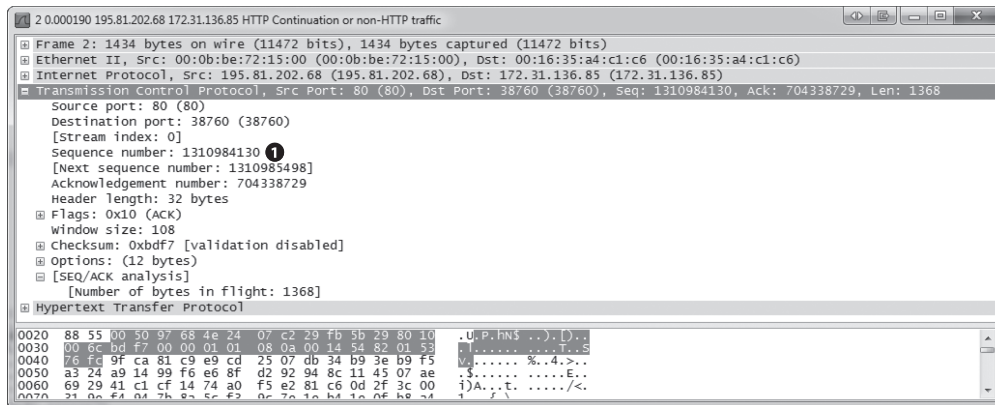 2 0.000190 195.81.202.68 172.31.136.85 HTTP Continuation or non-HTTP traffic
Frame 2: 1434 bytes on wire (11472 bits), 1434 bytes captured (11472 bits)
Ethernet II, Src: 00:0b:be:72:15:00 (00:0b:be:72:15:00), Dst: 00:16:35:a4:c1:c6 (00:16:35:a4:c1:c6)
Internet Protocol, Src: 195.81.202.68 (195.81.202.68), Dst: 172.31.136.85 (172.31.136.85)
Transmission Control Protocol, Src Port: 80 (80), Dst Port: 38760 (38760), Seq: 1310984130, Ack: 704338729, Len: 1368
Source port: 80 (80)
Destination port: 38760 (38760)
[Stream index: 0]
Sequence number: 1310984130 1
[Next sequence number: 1310985498]
Acknowledgement number: 704338729
Header length: 32 bytes
Flags: 0x10 (ACK)
Window size: 108
Checksum: 0xbdf7 [validation disabled]
Options: (12 bytes)
[SEQ/ACK analysis]
[Number of bytes in flight: 1368]
Hypertext Transfer Protocol
0020 88 55 00 50 97 68 4e 24 07 c2 29 fb 5b 29 80 10 .U.P.hN$ ..).[)..
0030 00 6c bd f7 00 00 01 01 08 0a 00 14 54 82 01 53 .l...... ....T..S
0040 76 fc 9f ca 81 c9 e9 cd 25 07 db 34 b9 3e b9 f5 v....... %..4.>..
0050 a3 24 a9 14 99 f6 e6 8f d2 92 94 8c 11 45 07 ae .$...... .....E..
0060 69 29 41 c1 cf 14 74 a0 f5 e2 81 c6 0d 2f 3c 00 i)A...t. ...../<.